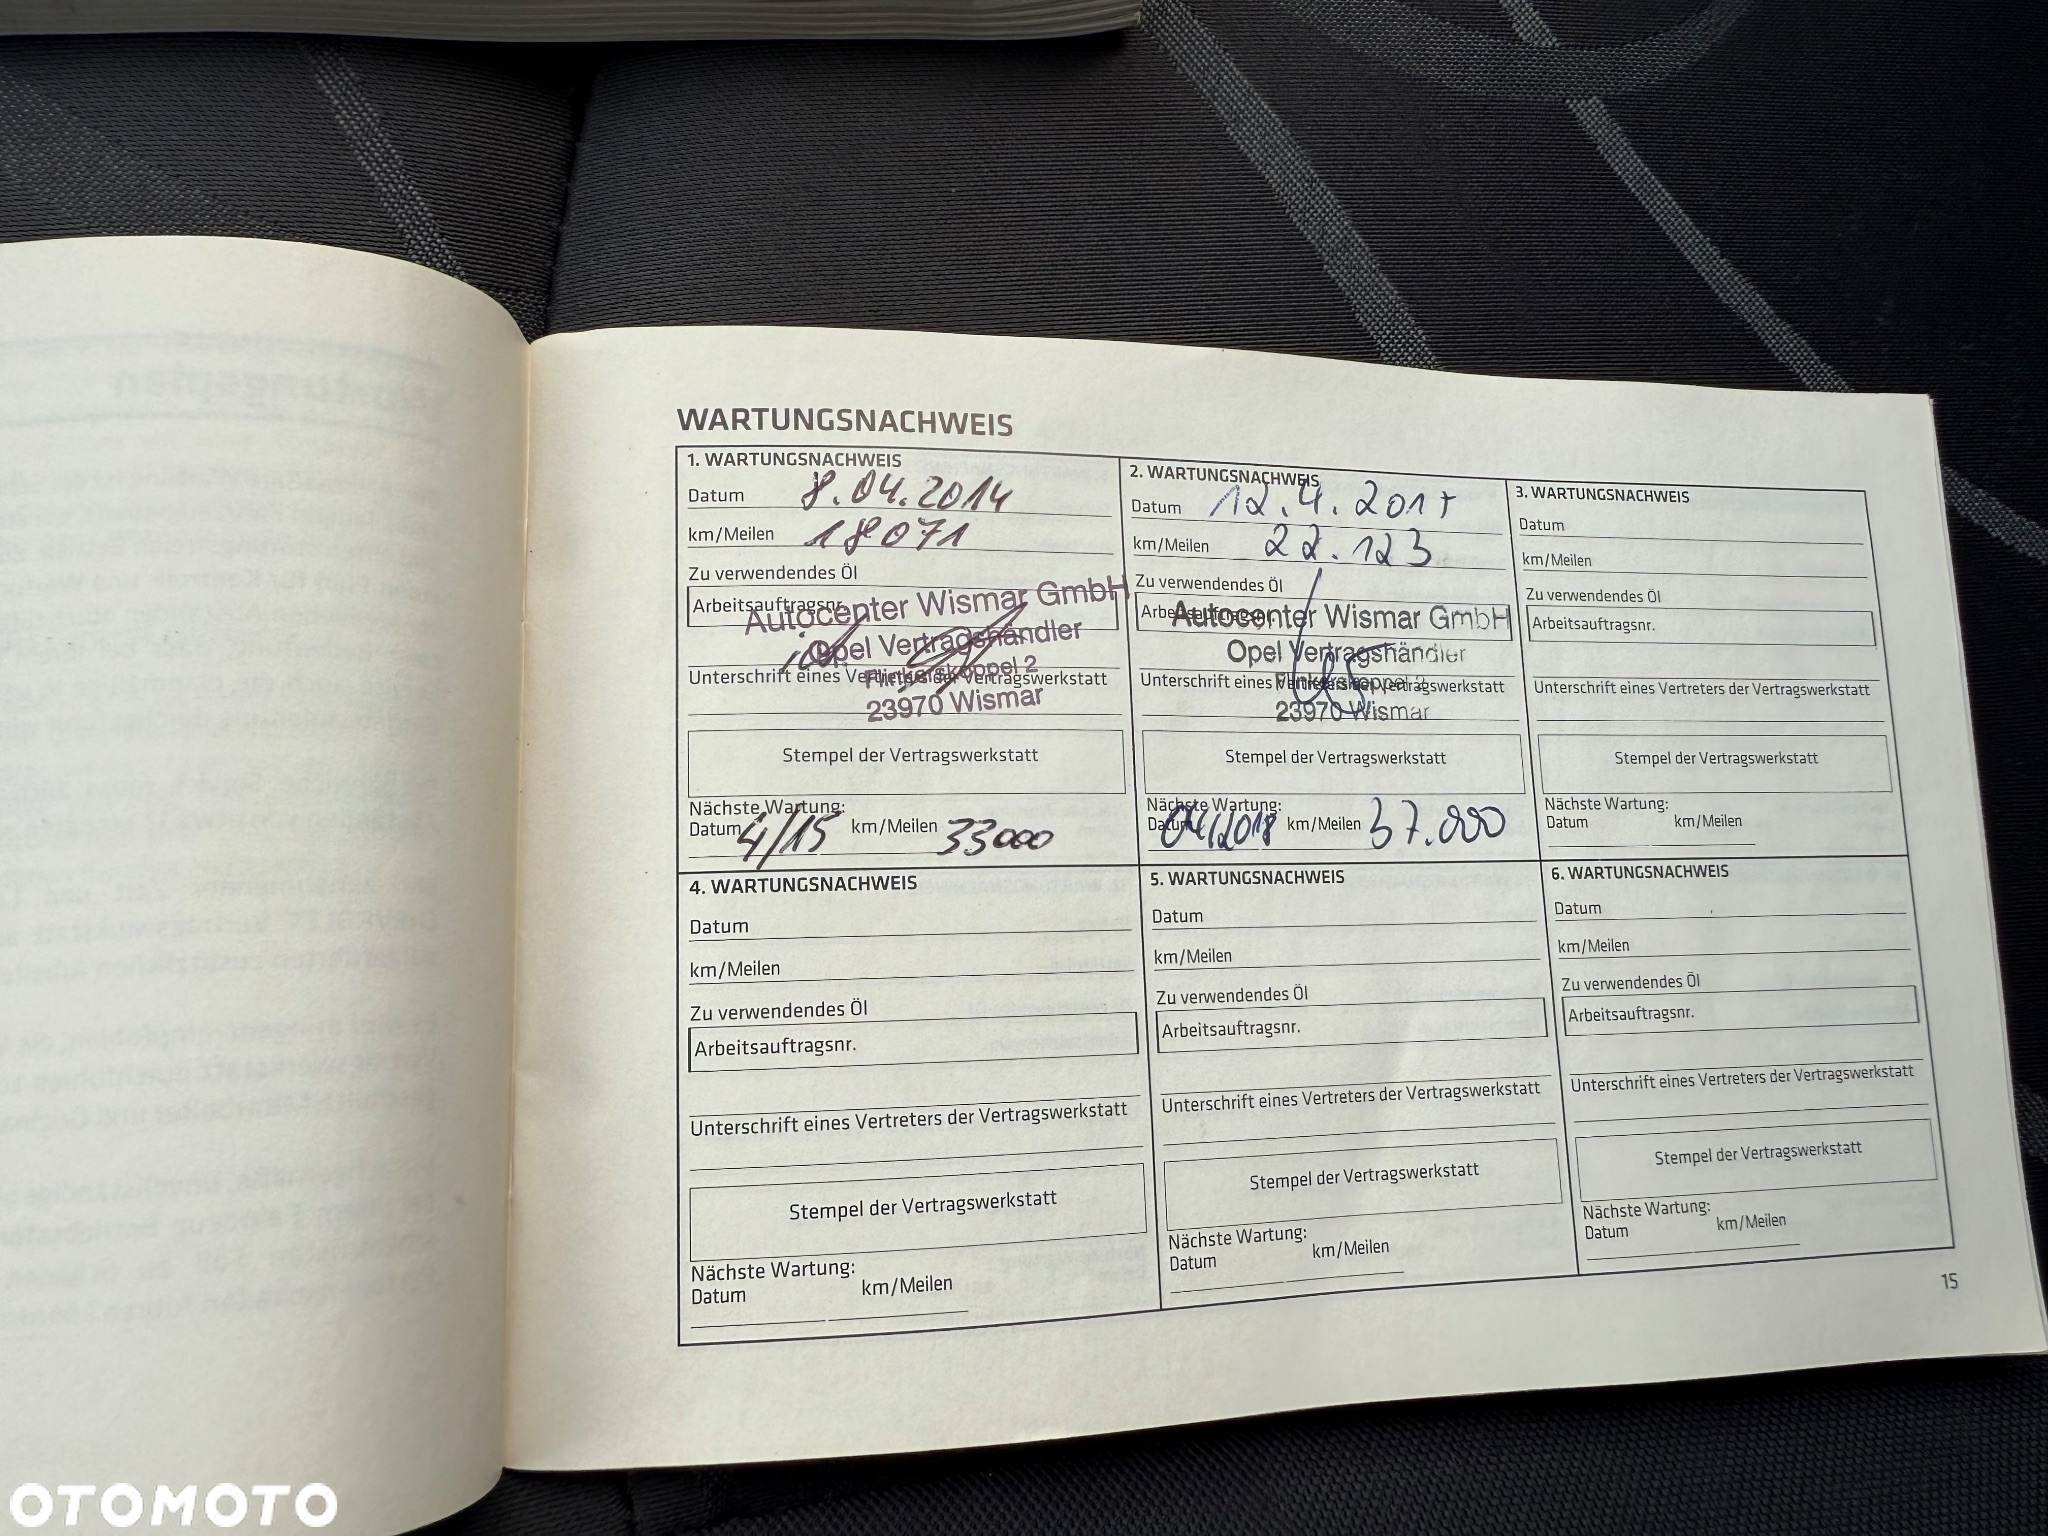 WARTUNGSNACHWEIS
1. WARTUNGSNACHWEIS
Datum 8.04.2014
km/Meilen 18071
Zu verwendendes Öl
Arbeitsauftragsnr.
Autocenter Wismar GmbH
Opel Vertragshändler
Unterschrift eines Vertreters der Vertragswerkstatt
23970 Wismar
Stempel der Vertragswerkstatt
Nächste Wartung:
Datum 4/15 km/Meilen 33000
2. WARTUNGSNACHWEIS
Datum 12.4.2017
km/Meilen 22.123
Zu verwendendes Öl
Arbeitsauftragsnr.
Autocenter Wismar GmbH
Opel Vertragshändler
Unterschrift eines Vertreters der Vertragswerkstatt
23970 Wismar
Stempel der Vertragswerkstatt
Nächste Wartung:
Datum 04/2018 km/Meilen 37.000
3. WARTUNGSNACHWEIS
Datum
km/Meilen
Zu verwendendes Öl
Arbeitsauftragsnr.
Unterschrift eines Vertreters der Vertragswerkstatt
Stempel der Vertragswerkstatt
Nächste Wartung:
Datum km/Meilen
4. WARTUNGSNACHWEIS
Datum
km/Meilen
Zu verwendendes Öl
Arbeitsauftragsnr.
Unterschrift eines Vertreters der Vertragswerkstatt
Stempel der Vertragswerkstatt
Nächste Wartung:
Datum km/Meilen
5. WARTUNGSNACHWEIS
Datum
km/Meilen
Zu verwendendes Öl
Arbeitsauftragsnr.
Unterschrift eines Vertreters der Vertragswerkstatt
Stempel der Vertragswerkstatt
Nächste Wartung:
Datum km/Meilen
6. WARTUNGSNACHWEIS
Datum
km/Meilen
Zu verwendendes Öl
Arbeitsauftragsnr.
Unterschrift eines Vertreters der Vertragswerkstatt
Stempel der Vertragswerkstatt
Nächste Wartung:
Datum km/Meilen
15
OTOMOTO